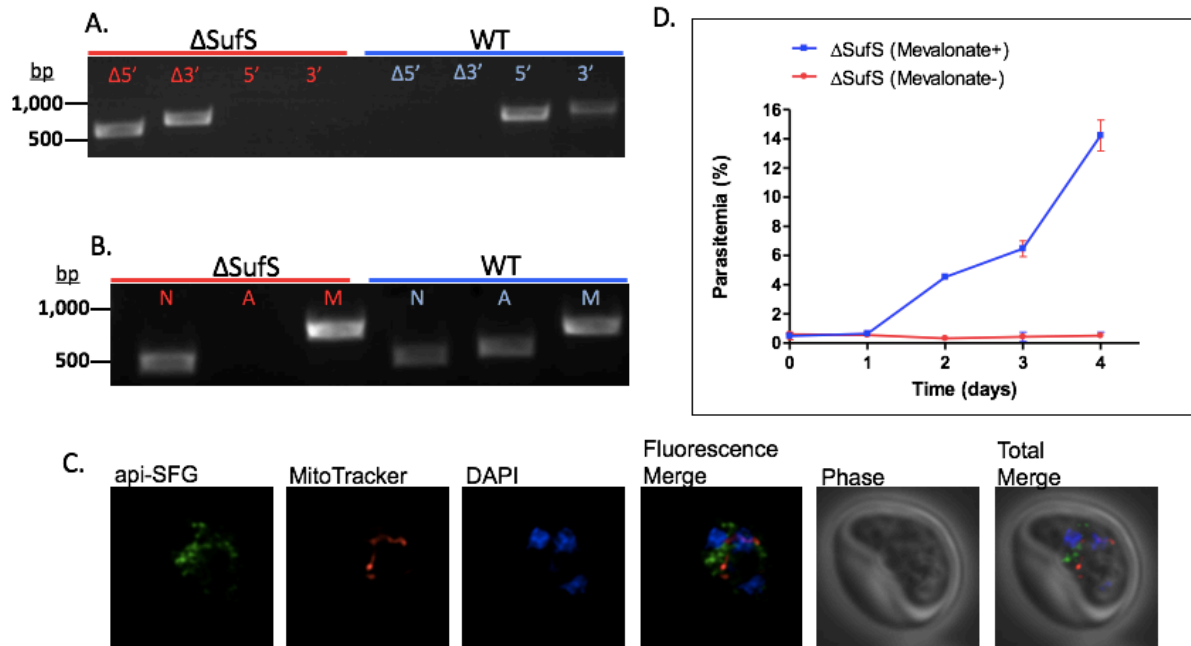 A.
ΔSufS WT
bp Δ5’ Δ3’ 5’ 3’ Δ5’ Δ3’ 5’ 3’
1,000
500
B.
ΔSufS WT
bp N A M N A M
1,000
500
C.
api-SFG MitoTracker DAPI Fluorescence Merge Phase Total Merge
D.
ΔSufS (Mevalonate+)
ΔSufS (Mevalonate-)
Parasitemia (%)
16
14
12
10
8
6
4
2
0
0 1 2 3 4
Time (days)